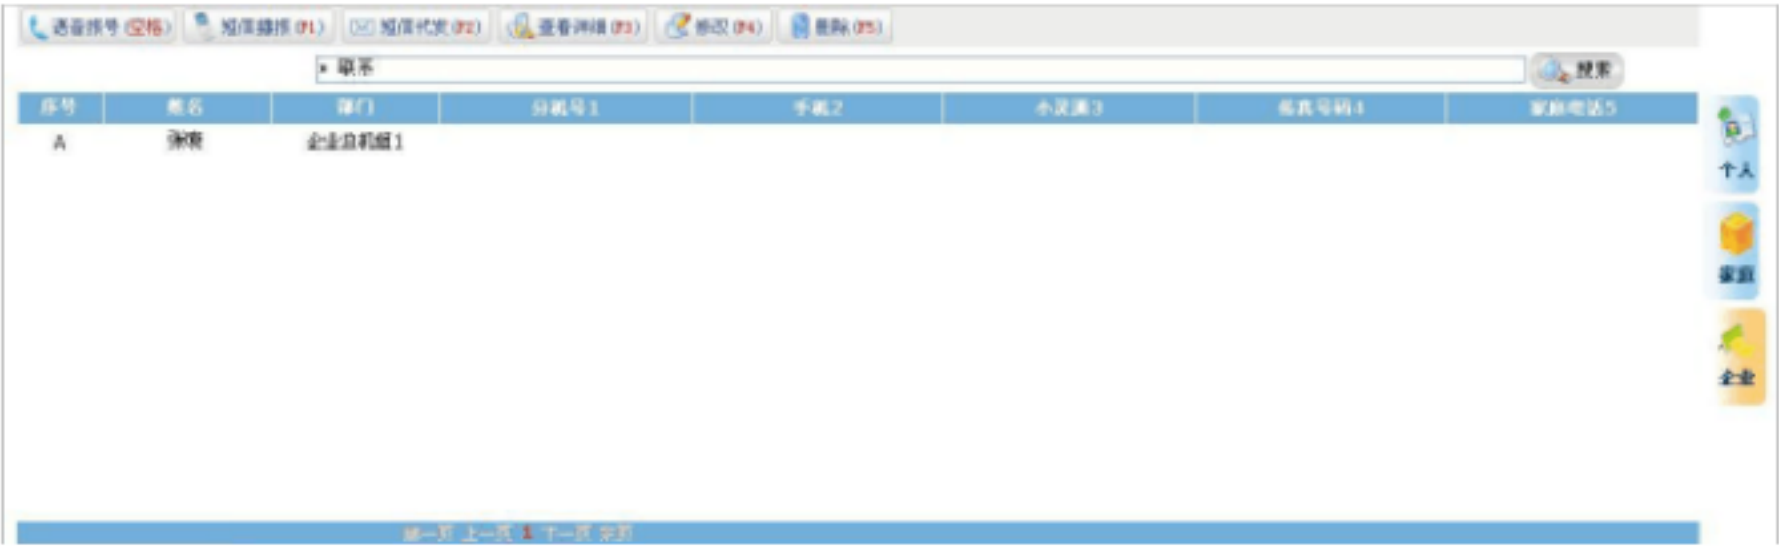 语音拨号(空格) 短信群拨(F1) 短信代发(F2) 查看详细(F3) 修改(F4) 删除(F5)
联系 搜索
序号 姓名 部门 分机号1 手机2 小灵通3 号码4 家庭电话5
A 企业总机组1
个人
家庭
企业
第一页 上一页 1 下一页 末页